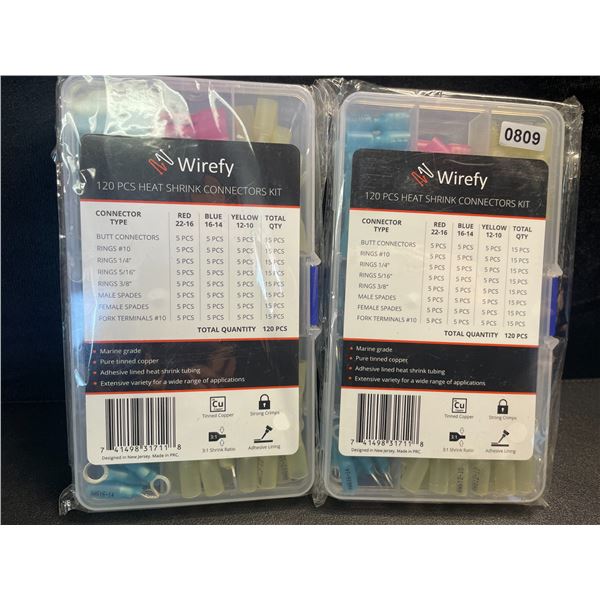 Wirefy
120 PCS HEAT SHRINK CONNECTORS KIT
CONNECTOR TYPE RED 22-16 BLUE 16-14 YELLOW 12-10 TOTAL QTY
BUTT CONNECTORS 5 PCS 5 PCS 5 PCS 15 PCS
RINGS #10 5 PCS 5 PCS 5 PCS 15 PCS
RINGS 1/4" 5 PCS 5 PCS 5 PCS 15 PCS
RINGS 5/16" 5 PCS 5 PCS 5 PCS 15 PCS
RINGS 3/8" 5 PCS 5 PCS 5 PCS 15 PCS
MALE SPADES 5 PCS 5 PCS 5 PCS 15 PCS
FEMALE SPADES 5 PCS 5 PCS 5 PCS 15 PCS
FORK TERMINALS #10 5 PCS 5 PCS 5 PCS 15 PCS
TOTAL QUANTITY 120 PCS
• Marine grade
• Pure tinned copper
• Adhesive lined heat shrink tubing
• Extensive variety for a wide range of applications
Cu
Tinned Copper
Strong Crimps
3:1
3:1 Shrink Ratio
Adhesive Lining
7 41498 31711 8
Designed in New Jersey. Made in PRC.
0809
Wirefy
120 PCS HEAT SHRINK CONNECTORS KIT
CONNECTOR TYPE RED 22-16 BLUE 16-14 YELLOW 12-10 TOTAL QTY
BUTT CONNECTORS 5 PCS 5 PCS 5 PCS 15 PCS
RINGS #10 5 PCS 5 PCS 5 PCS 15 PCS
RINGS 1/4" 5 PCS 5 PCS 5 PCS 15 PCS
RINGS 5/16" 5 PCS 5 PCS 5 PCS 15 PCS
RINGS 3/8" 5 PCS 5 PCS 5 PCS 15 PCS
MALE SPADES 5 PCS 5 PCS 5 PCS 15 PCS
FEMALE SPADES 5 PCS 5 PCS 5 PCS 15 PCS
FORK TERMINALS #10 5 PCS 5 PCS 5 PCS 15 PCS
TOTAL QUANTITY 120 PCS
• Marine grade
• Pure tinned copper
• Adhesive lined heat shrink tubing
• Extensive variety for a wide range of applications
Cu
Tinned Copper
Strong Crimps
3:1
3:1 Shrink Ratio
Adhesive Lining
7 41498 31711 8
Designed in New Jersey. Made in PRC.